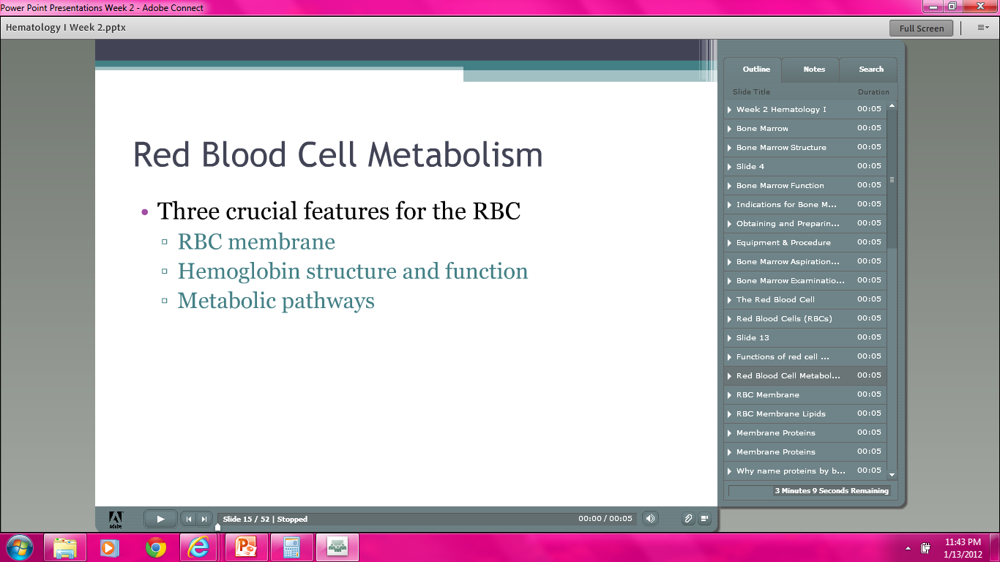 Power Point Presentations Week 2 - Adobe Connect
Hematology I Week 2.pptx
Full Screen
Red Blood Cell Metabolism
• Three crucial features for the RBC
▫ RBC membrane
▫ Hemoglobin structure and function
▫ Metabolic pathways
Outline Notes Search
Slide Title Duration
Week 2 Hematology I 00:05
Bone Marrow 00:05
Bone Marrow Structure 00:05
Slide 4 00:05
Bone Marrow Function 00:05
Indications for Bone M... 00:05
Obtaining and Preparin... 00:05
Equipment & Procedure 00:05
Bone Marrow Aspiration... 00:05
Bone Marrow Examinatio... 00:05
The Red Blood Cell 00:05
Red Blood Cells (RBCs) 00:05
Slide 13 00:05
Functions of red cell ... 00:05
Red Blood Cell Metabol... 00:05
RBC Membrane 00:05
RBC Membrane Lipids 00:05
Membrane Proteins 00:05
Membrane Proteins 00:05
Why name proteins by b... 00:05
3 Minutes 9 Seconds Remaining
Adobe
Slide 15 / 52 | Stopped
00:00 / 00:05
11:43 PM
1/13/2012